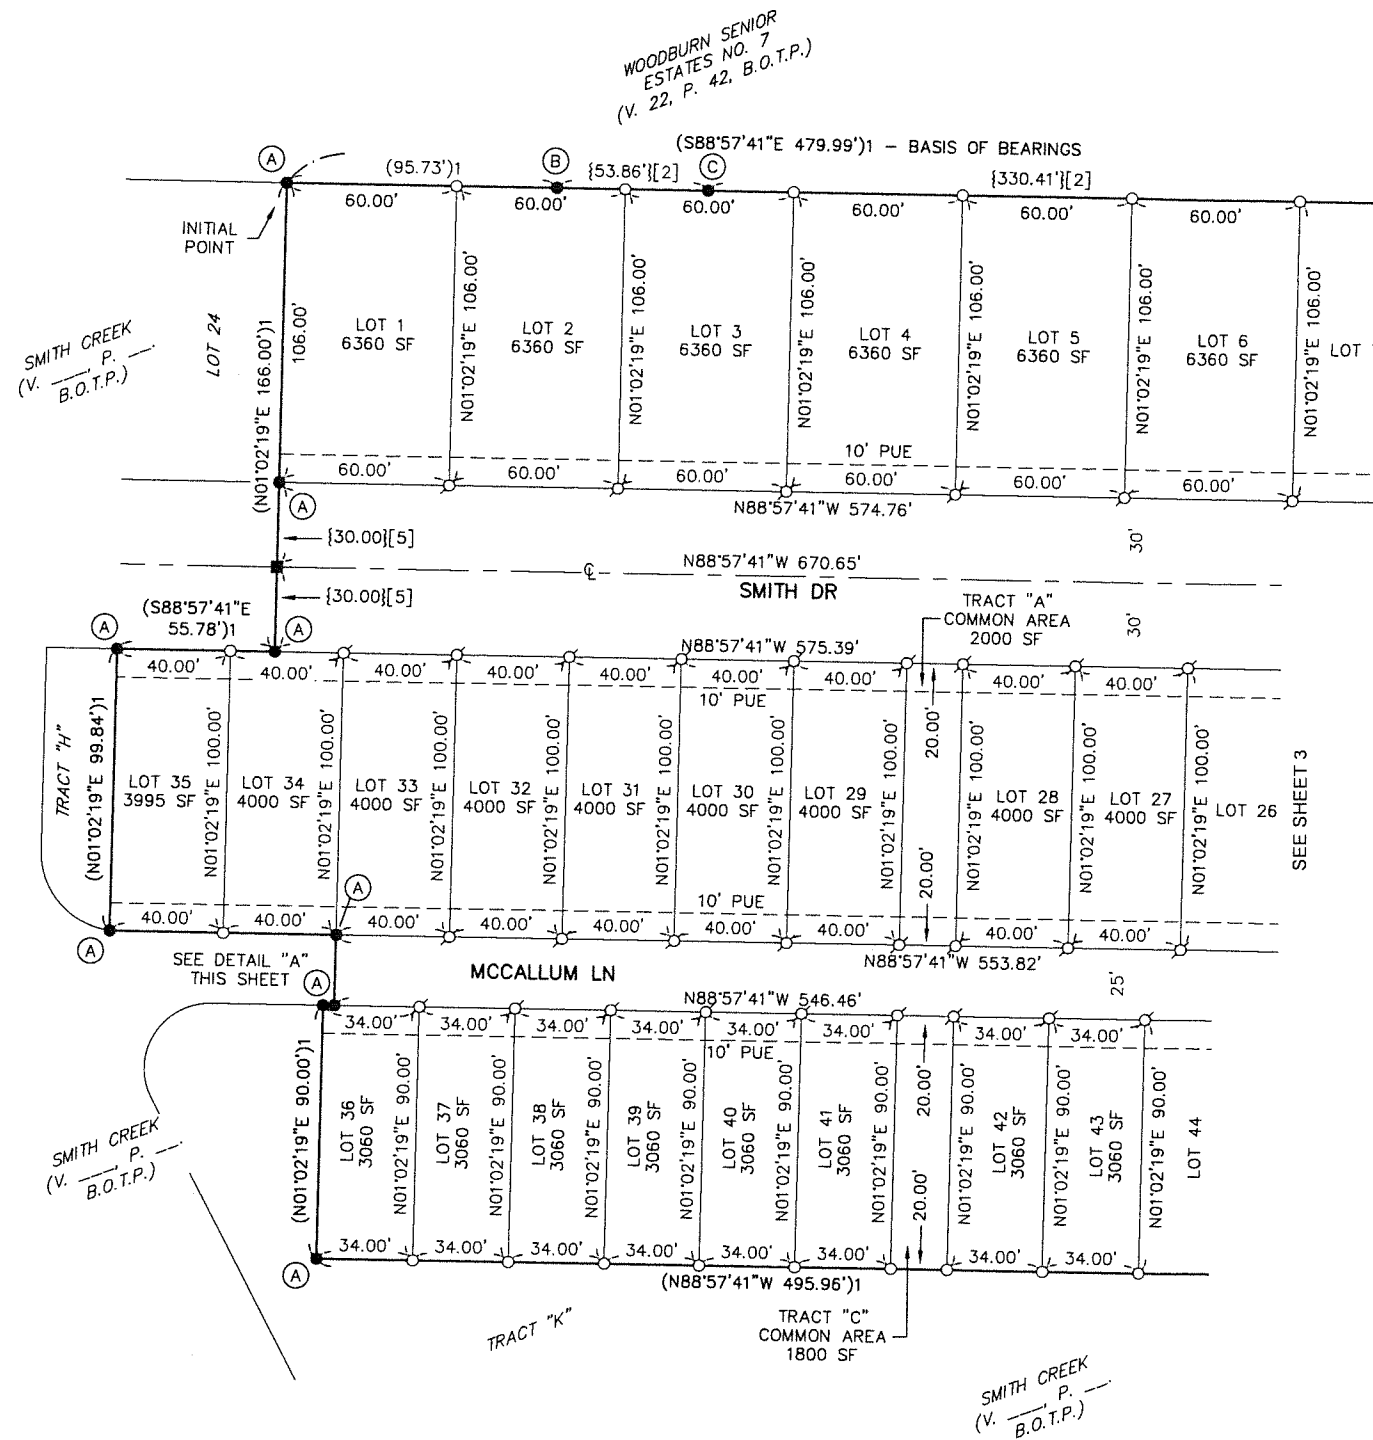 WOODBURN SENIOR
ESTATES NO. 7
(V. 22, P. 42, B.O.T.P.)
(S88°57'41"E 479.99')1 – BASIS OF BEARINGS
A
(95.73')1
B
{53.86'}[2]
C
{330.41'}[2]
60.00'
60.00'
60.00'
60.00'
60.00'
60.00'
INITIAL
POINT
SMITH CREEK
(V. ___, P. ___.
B.O.T.P.)
LOT 24
(N01°02'19"E 166.00')1
106.00'
LOT 1
6360 SF
N01°02'19"E 106.00'
LOT 2
6360 SF
N01°02'19"E 106.00'
LOT 3
6360 SF
N01°02'19"E 106.00'
LOT 4
6360 SF
N01°02'19"E 106.00'
LOT 5
6360 SF
N01°02'19"E 106.00'
LOT 6
6360 SF
N01°02'19"E 106.00'
LOT
10' PUE
60.00'
60.00'
60.00'
60.00'
60.00'
60.00'
A
N88°57'41"W 574.76'
{30.00}[5]
30'
N88°57'41"W 670.65'
℄
SMITH DR
{30.00}[5]
30'
(S88°57'41"E
55.78')1
A
A
TRACT "A"
COMMON AREA
2000 SF
N88°57'41"W 575.39'
40.00'
40.00'
40.00'
40.00'
40.00'
40.00'
40.00'
40.00'
40.00'
10' PUE
TRACT "H"
(N01°02'19"E 99.84')1
LOT 35
3995 SF
N01°02'19"E 100.00'
LOT 34
4000 SF
N01°02'19"E 100.00'
LOT 33
4000 SF
N01°02'19"E 100.00'
LOT 32
4000 SF
N01°02'19"E 100.00'
LOT 31
4000 SF
N01°02'19"E 100.00'
LOT 30
4000 SF
N01°02'19"E 100.00'
LOT 29
4000 SF
N01°02'19"E 100.00'
20.00'
20.00'
N01°02'19"E 100.00'
LOT 28
4000 SF
N01°02'19"E 100.00'
LOT 27
4000 SF
N01°02'19"E 100.00'
LOT 26
SEE SHEET 3
A
10' PUE
40.00'
40.00'
40.00'
40.00'
40.00'
40.00'
40.00'
40.00'
40.00'
A
SEE DETAIL "A"
THIS SHEET
A
MCCALLUM LN
N88°57'41"W 553.82'
25'
N88°57'41"W 546.46'
34.00'
34.00'
34.00'
34.00'
34.00'
34.00'
34.00'
34.00'
10' PUE
(N01°02'19"E 90.00')1
LOT 36
3060 SF
N01°02'19"E 90.00'
LOT 37
3060 SF
N01°02'19"E 90.00'
LOT 38
3060 SF
N01°02'19"E 90.00'
LOT 39
3060 SF
N01°02'19"E 90.00'
LOT 40
3060 SF
N01°02'19"E 90.00'
LOT 41
3060 SF
N01°02'19"E 90.00'
20.00'
20.00'
N01°02'19"E 90.00'
LOT 42
3060 SF
N01°02'19"E 90.00'
LOT 43
3060 SF
N01°02'19"E 90.00'
LOT 44
SMITH CREEK
(V. ___, P. ___.
B.O.T.P.)
34.00'
34.00'
34.00'
34.00'
34.00'
34.00'
34.00'
34.00'
A
(N88°57'41"W 495.96')1
TRACT "K"
TRACT "C"
COMMON AREA
1800 SF
SMITH CREEK
(V. ___, P. ___.
B.O.T.P.)